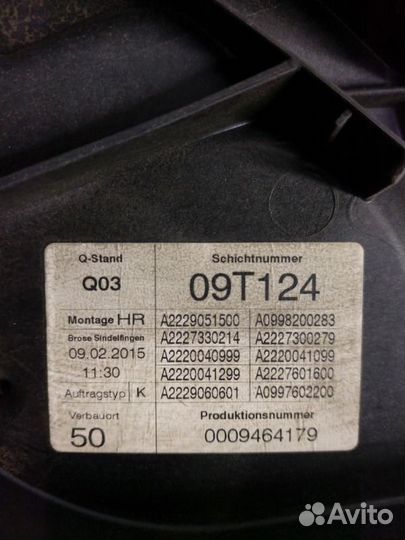 Q-Stand
Schichtnummer
Q03
09T124
Montage HR
A2229051500 A0998200283
Brose Sindelfingen
A2227330214 A2227300279
09.02.2015
A2220040999 A2220041099
11:30
A2220041299 A2227601600
Auftragstyp K
A2229060601 A0997602200
Verbauort
Produktionsnummer
50
0009464179
Avito